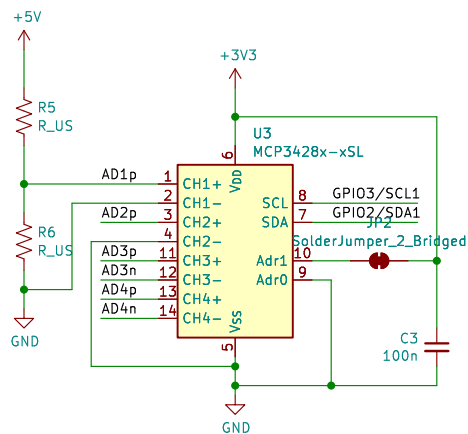 +5V
+3V3
R5
R_US
U3
MCP3428x-xSL
6
VDD
AD1p
1
CH1+
2
CH1-
SCL
8
GPIO3/SCL1
AD2p
3
CH2+
SDA
7
GPIO2/SDA1
JP2
R6
R_US
4
CH2-
SolderJumper_2_Bridged
AD3p
11
CH3+
Adr1
10
AD3n
12
CH3-
Adr0
9
AD4p
13
CH4+
AD4n
14
CH4-
VSS
5
GND
C3
100n
GND